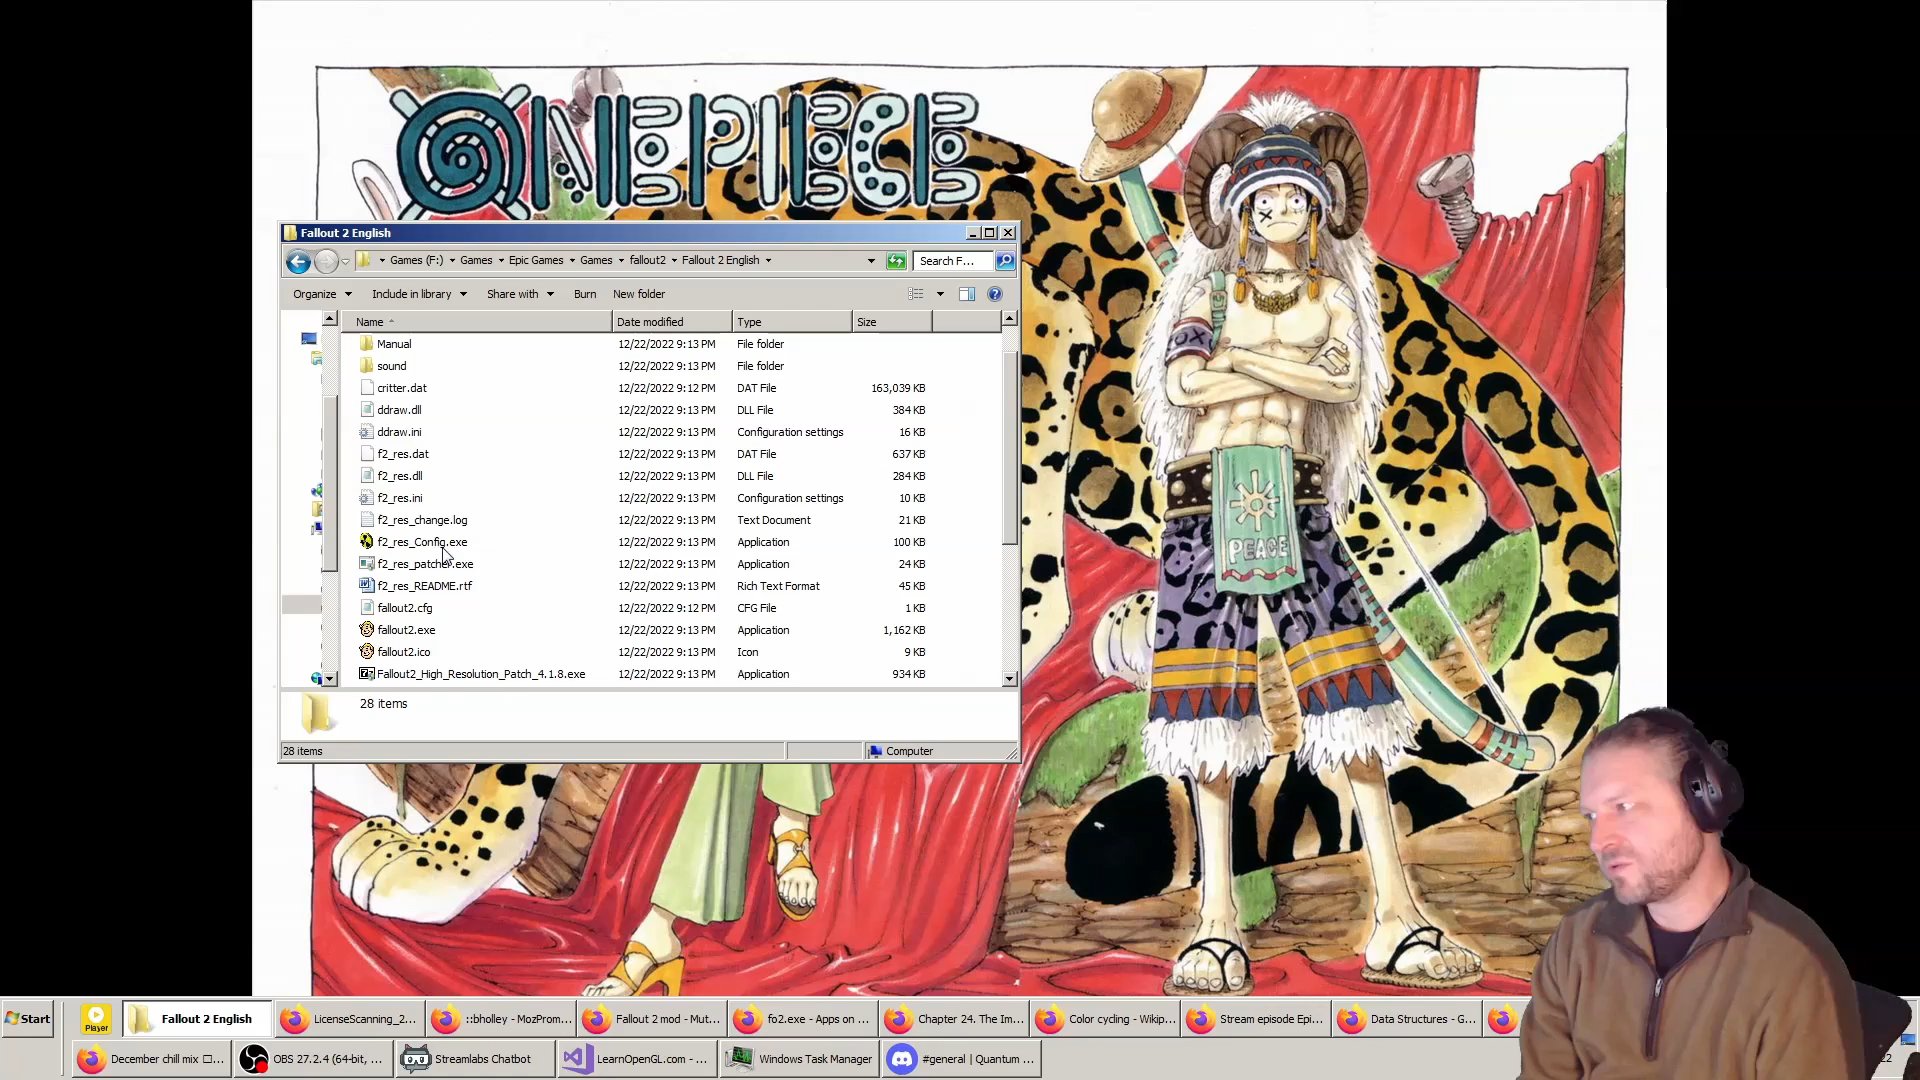 ONE PIECE
Fallout 2 English
Games (F:) Games Epic Games Games fallout2 Fallout 2 English
Search F...
Organize Include in library Share with Burn New folder
Name Date modified Type Size
Manual 12/22/2022 9:13 PM File folder
sound 12/22/2022 9:13 PM File folder
critter.dat 12/22/2022 9:12 PM DAT File 163,039 KB
ddraw.dll 12/22/2022 9:13 PM DLL File 384 KB
ddraw.ini 12/22/2022 9:13 PM Configuration settings 16 KB
f2_res.dat 12/22/2022 9:13 PM DAT File 637 KB
f2_res.dll 12/22/2022 9:13 PM DLL File 284 KB
f2_res.ini 12/22/2022 9:13 PM Configuration settings 10 KB
f2_res_change.log 12/22/2022 9:13 PM Text Document 21 KB
f2_res_Config.exe 12/22/2022 9:13 PM Application 100 KB
f2_res_patcher.exe 12/22/2022 9:13 PM Application 24 KB
f2_res_README.rtf 12/22/2022 9:13 PM Rich Text Format 45 KB
fallout2.cfg 12/22/2022 9:12 PM CFG File 1 KB
fallout2.exe 12/22/2022 9:13 PM Application 1,162 KB
fallout2.ico 12/22/2022 9:13 PM Icon 9 KB
Fallout2_High_Resolution_Patch_4.1.8.exe 12/22/2022 9:13 PM Application 934 KB
28 items
28 items Computer
PEACE
Start
Player
Fallout 2 English
LicenseScanning_2...
::bholley - MozProm...
Fallout 2 mod - Mut...
fo2.exe - Apps on ...
Chapter 24. The Im...
Color cycling - Wikip...
Stream episode Epi...
Data Structures - G...
December chill mix ...
OBS 27.2.4 (64-bit, ...
Streamlabs Chatbot
LearnOpenGL.com - ...
Windows Task Manager
#general | Quantum ...
22